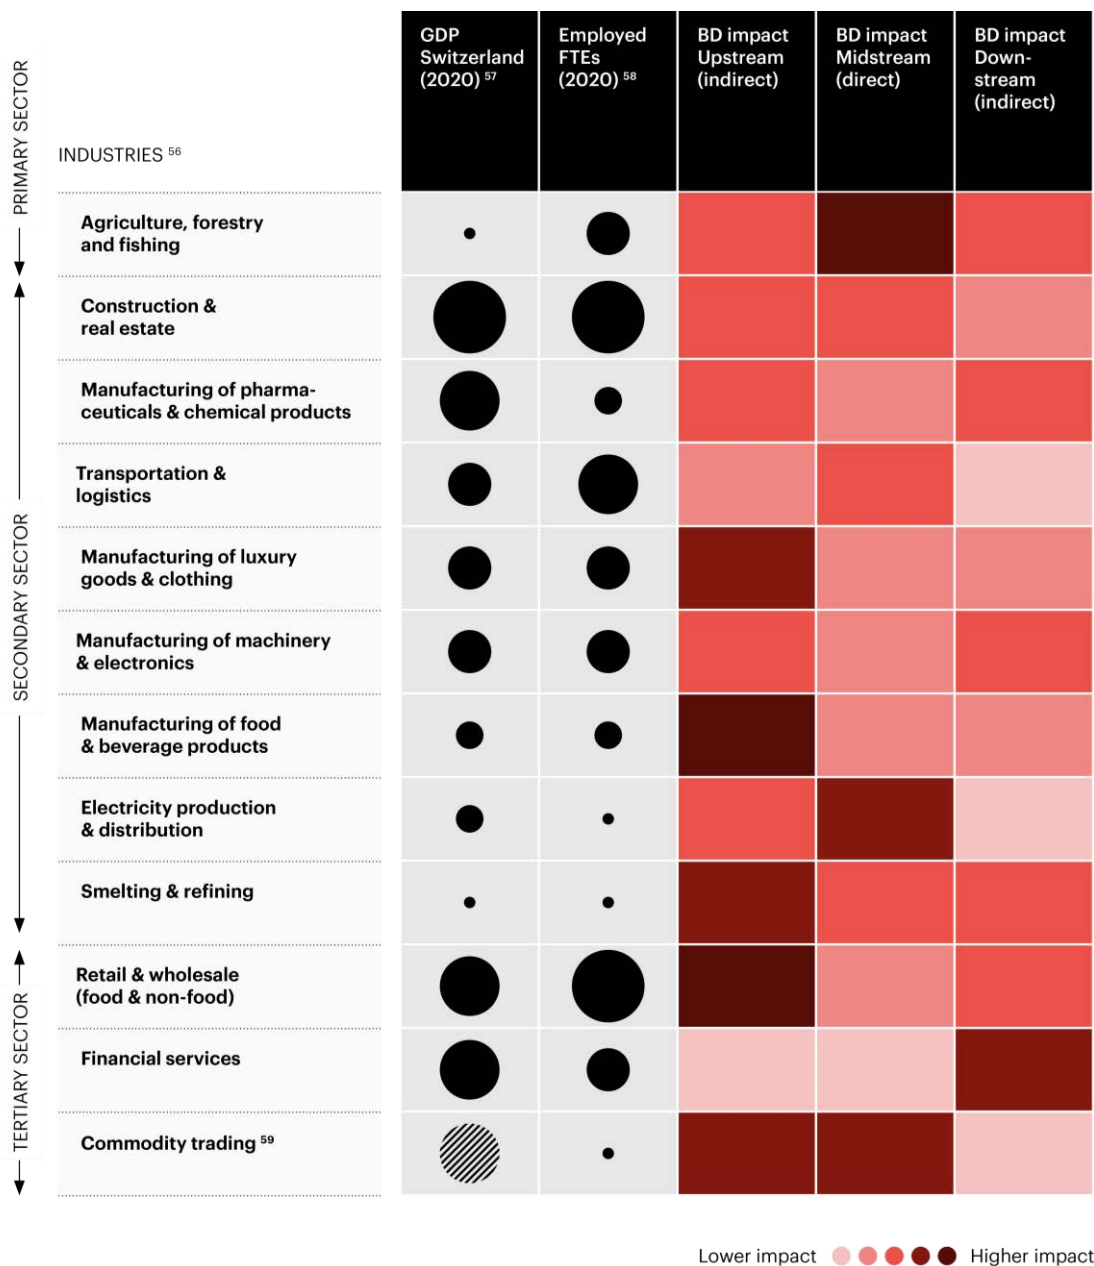 GDP
Switzerland
(2020) 57
Employed
FTEs
(2020) 58
BD impact
Upstream
(indirect)
BD impact
Midstream
(direct)
BD impact
Down-
stream
(indirect)
PRIMARY SECTOR
INDUSTRIES 56
Agriculture, forestry
and fishing
SECONDARY SECTOR
Construction &
real estate
Manufacturing of pharma-
ceuticals & chemical products
Transportation &
logistics
Manufacturing of luxury
goods & clothing
Manufacturing of machinery
& electronics
Manufacturing of food
& beverage products
Electricity production
& distribution
Smelting & refining
TERTIARY SECTOR
Retail & wholesale
(food & non-food)
Financial services
Commodity trading 59
Lower impact
Higher impact